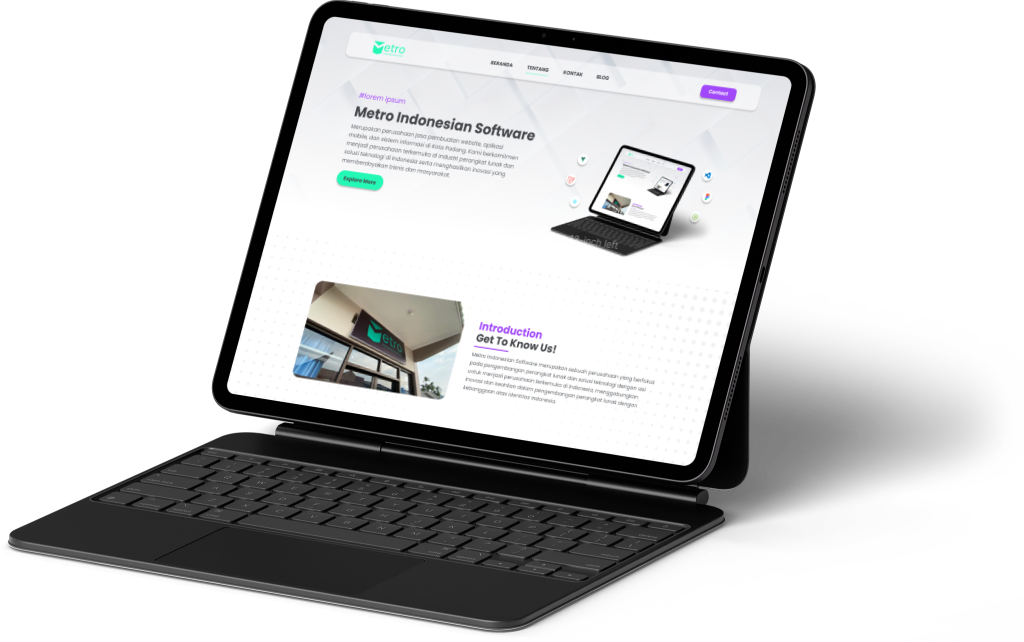 etro
BERANDA TENTANG KONTAK BLOG
Contact
#lorem ipsum
Metro Indonesian Software
Merupakan perusahaan jasa pembuatan website, aplikasi
mobile, dan sistem informasi di Kota Padang. Kami berkomitmen
menjadi perusahaan terkemuka di industri perangkat lunak dan
solusi teknologi di Indonesia serta menghasilkan inovasi yang
memberdayakan bisnis dan masyarakat.
Explore More
inch left
etro
Introduction
Get To Know Us!
Metro Indonesian Software merupakan sebuah perusahaan yang berfokus
pada pengembangan perangkat lunak dan solusi teknologi dengan visi
untuk menjadi perusahaan terkemuka di Indonesia, menggabungkan
inovasi dan keahlian dalam pengembangan perangkat lunak dengan
kebanggaan atas identitas Indonesia.